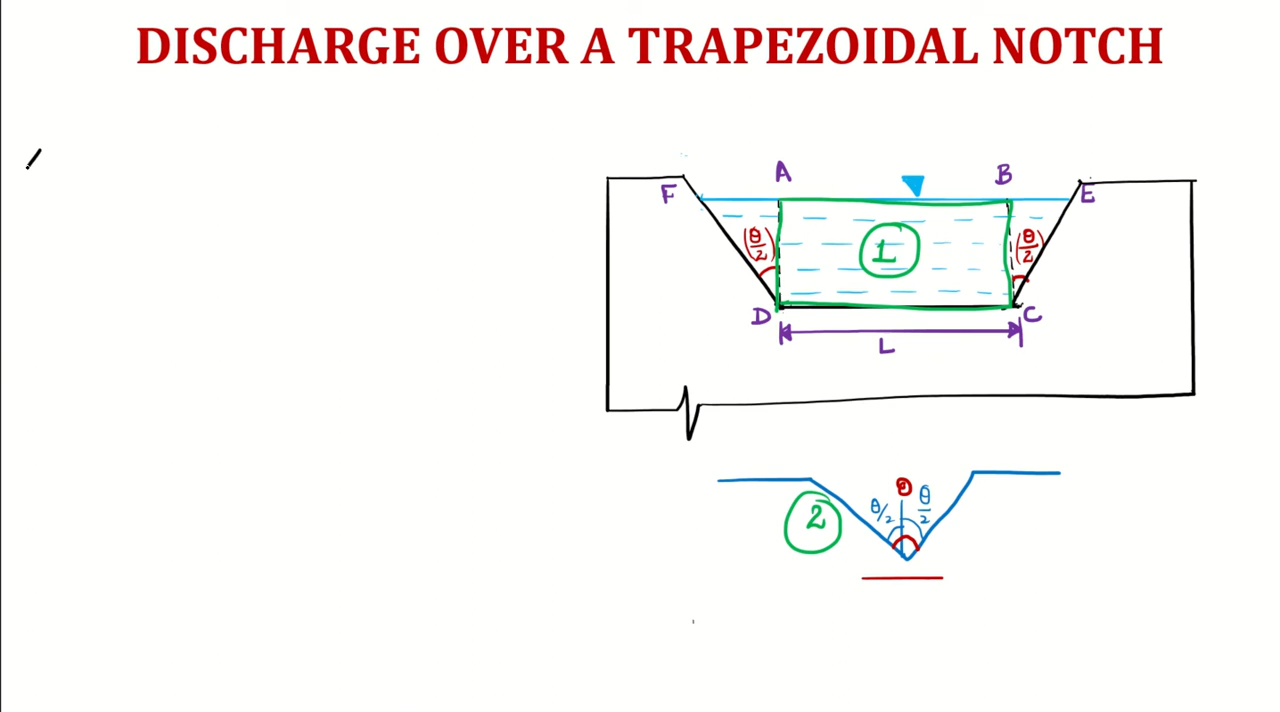 DISCHARGE OVER A TRAPEZOIDAL NOTCH
F A B E
(θ/2) 1 (θ/2)
D C
L
2 θ/2 θ θ/2